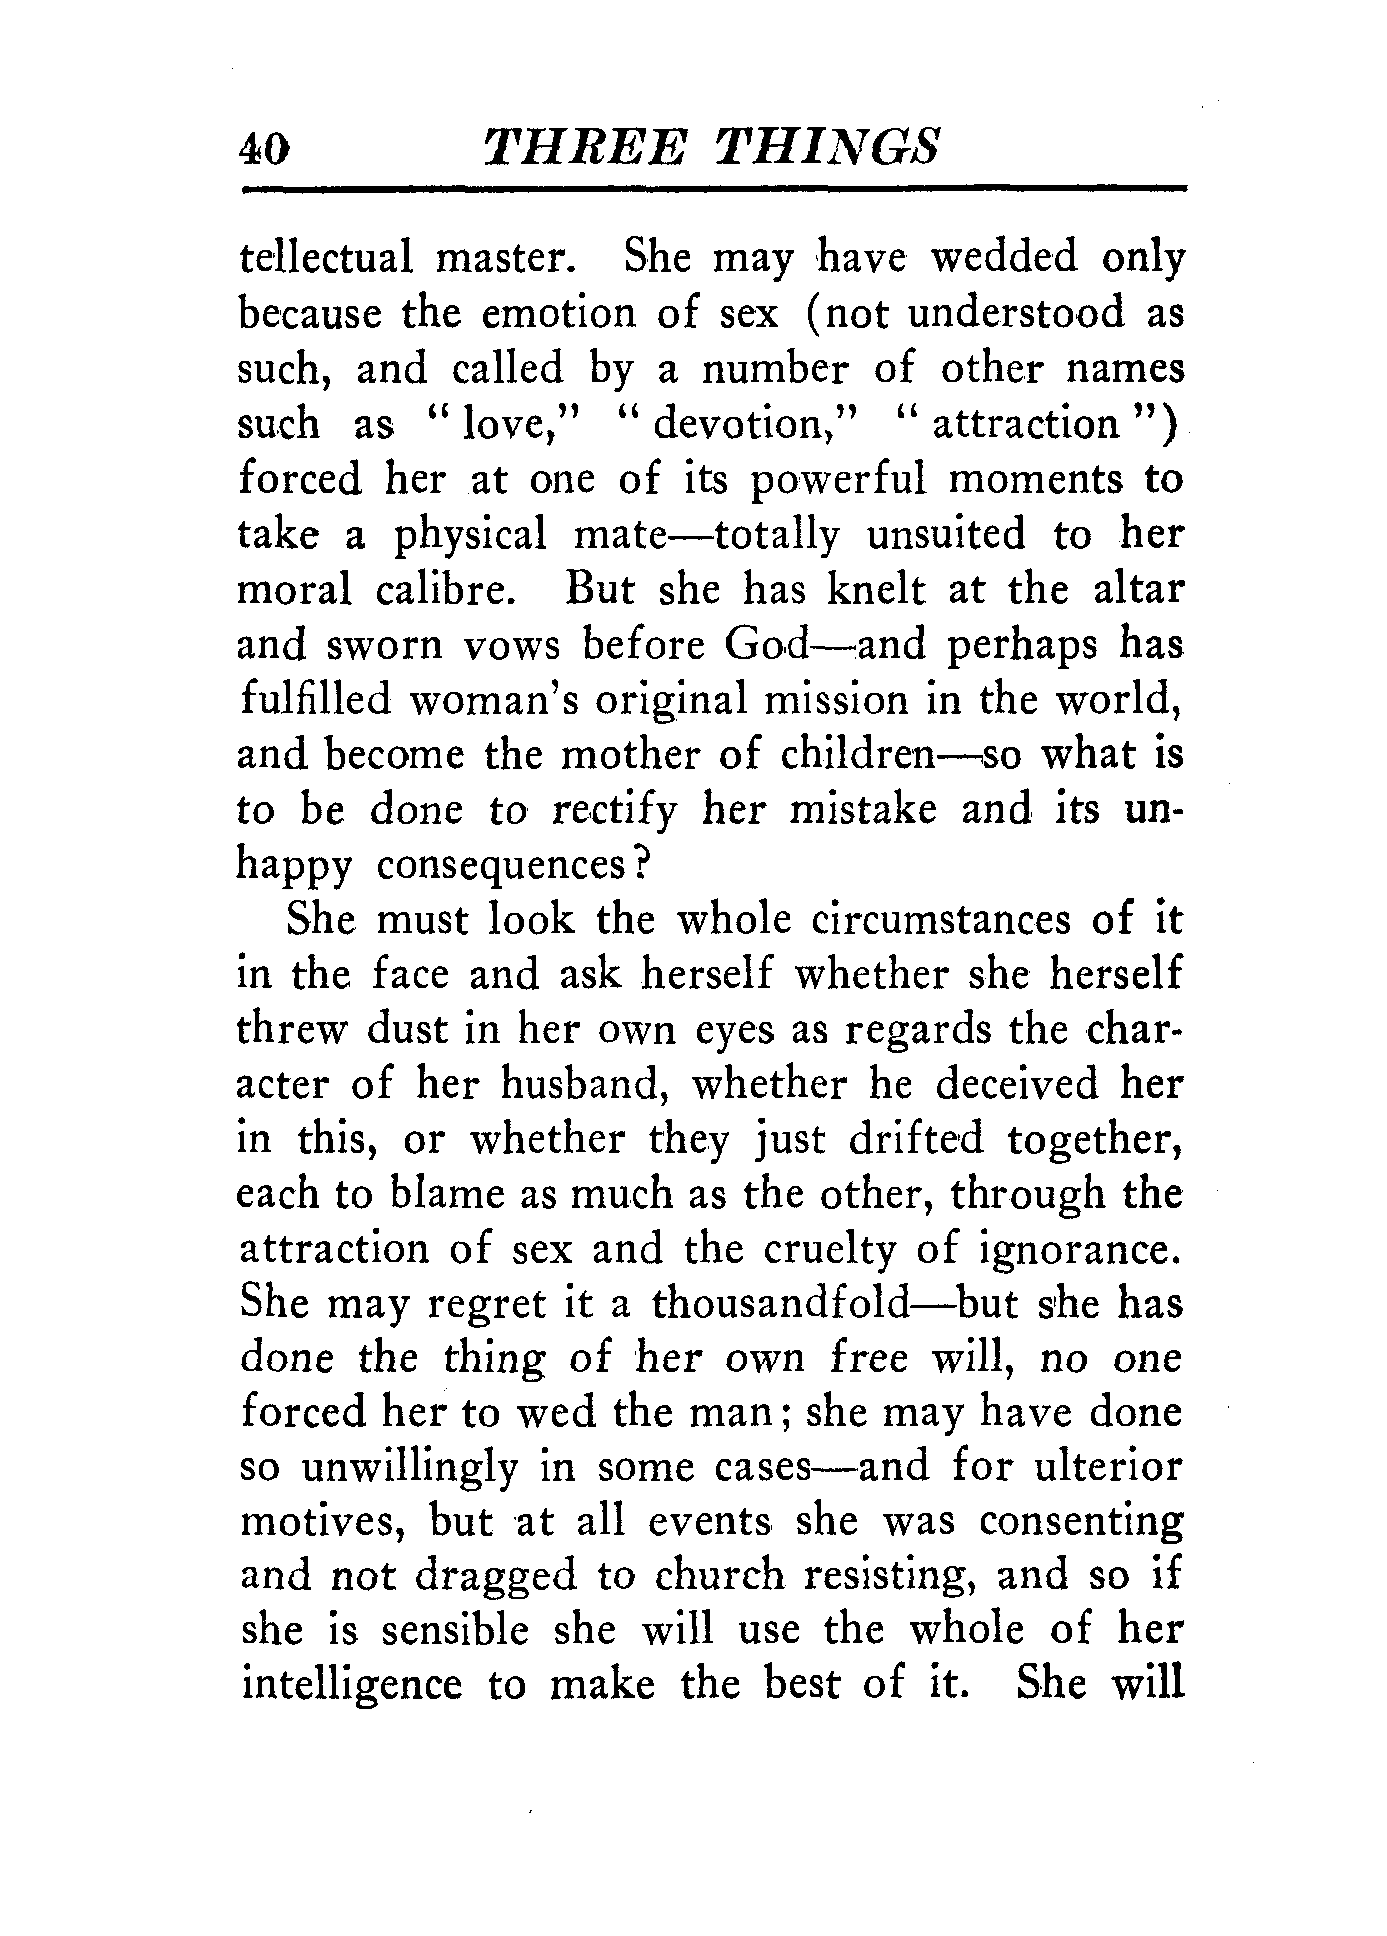 40 THREE THINGS
tellectual master. She may have wedded only
because the emotion of sex (not understood as
such, and called by a number of other names
such as “ love,” “ devotion,” “ attraction ”)
forced her at one of its powerful moments to
take a physical mate—totally unsuited to her
moral calibre. But she has knelt at the altar
and sworn vows before God—and perhaps has
fulfilled woman's original mission in the world,
and become the mother of children—so what is
to be done to rectify her mistake and its un-
happy consequences?
She must look the whole circumstances of it
in the face and ask herself whether she herself
threw dust in her own eyes as regards the char-
acter of her husband, whether he deceived her
in this, or whether they just drifted together,
each to blame as much as the other, through the
attraction of sex and the cruelty of ignorance.
She may regret it a thousandfold—but she has
done the thing of her own free will, no one
forced her to wed the man; she may have done
so unwillingly in some cases—and for ulterior
motives, but at all events she was consenting
and not dragged to church resisting, and so if
she is sensible she will use the whole of her
intelligence to make the best of it. She will